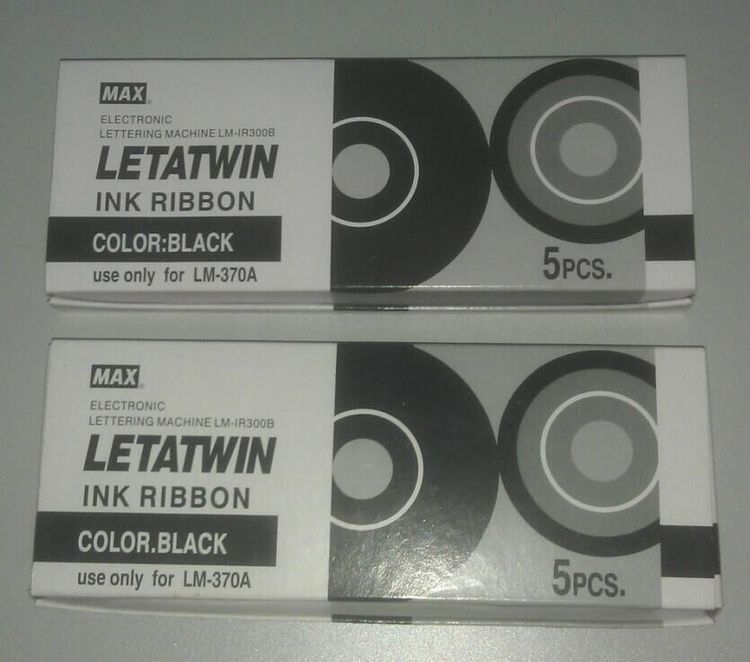 MAX
ELECTRONIC
LETTERING MACHINE LM-IR300B
LETATWIN
INK RIBBON
COLOR:BLACK
use only for LM-370A
5PCS.
MAX
ELECTRONIC
LETTERING MACHINE LM-IR300B
LETATWIN
INK RIBBON
COLOR.BLACK
use only for LM-370A
5PCS.